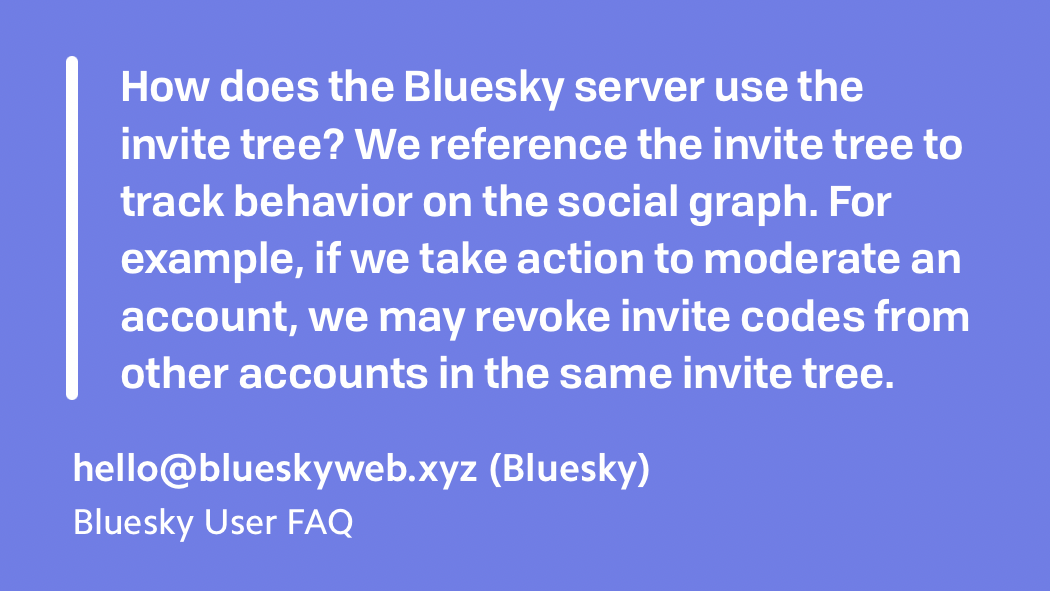 How does the Bluesky server use the
invite tree? We reference the invite tree to
track behavior on the social graph. For
example, if we take action to moderate an
account, we may revoke invite codes from
other accounts in the same invite tree.
hello@blueskyweb.xyz (Bluesky)
Bluesky User FAQ